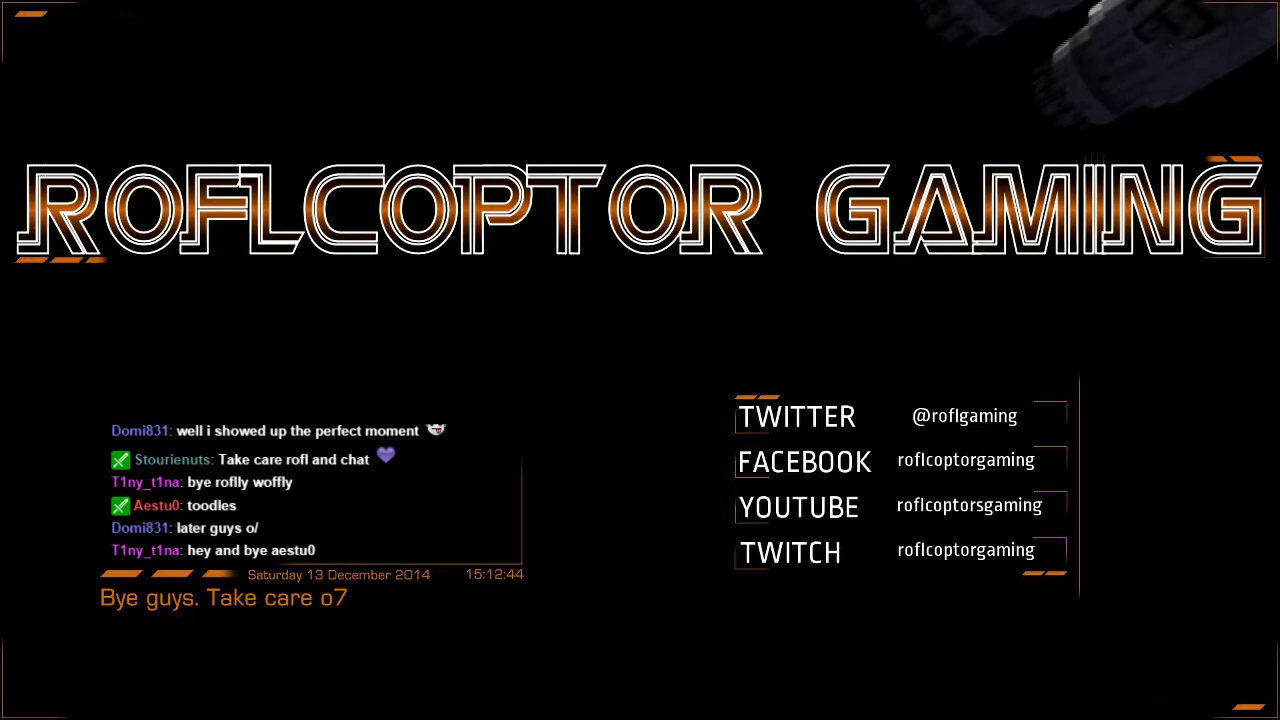 ROFLCOPTOR GAMING
Domi831: well i showed up the perfect moment
Stourienuts: Take care rofl and chat
T1ny_t1na: bye roflly woffly
Aestu0: toodles
Domi831: later guys o/
T1ny_t1na: hey and bye aestu0
Saturday 13 December 2014 15:12:44
Bye guys. Take care o7
TWITTER @roflgaming
FACEBOOK roflcoptorgaming
YOUTUBE roflcoptorsgaming
TWITCH roflcoptorgaming